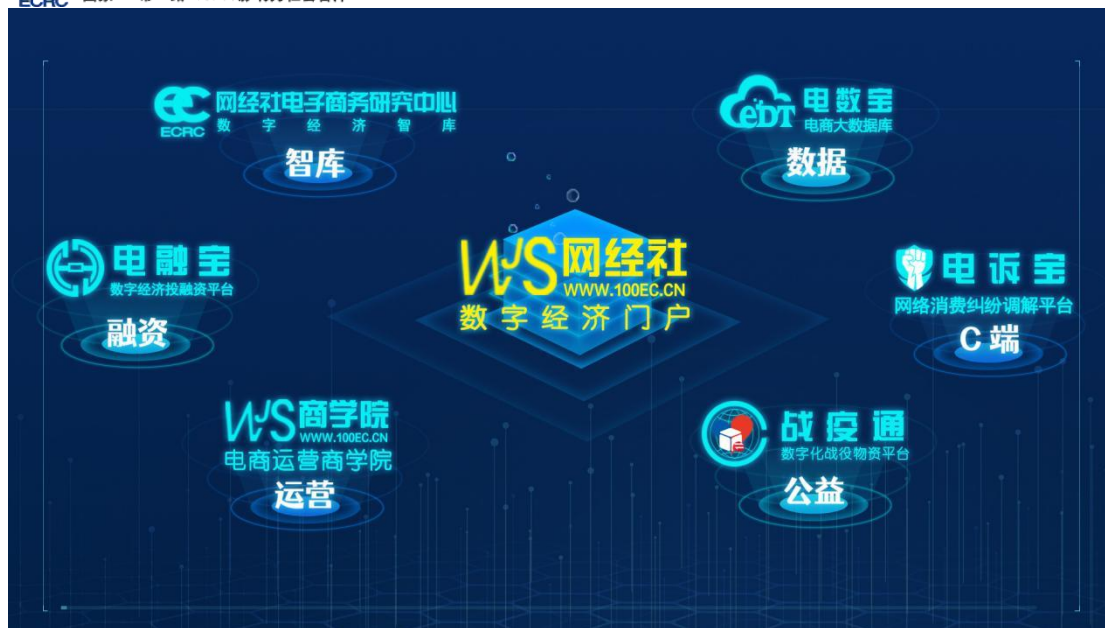 ECRC
网经社电子商务研究中心
ECRC
数字经济智库
智库
eDT
电数宝
电商大数据库
数据
电融宝
数字经济投融资平台
融资
WJS网经社
WWW.100EC.CN
数字经济门户
电诉宝
网络消费纠纷调解平台
C端
WJS商学院
WWW.100EC.CN
电商运营商学院
运营
战疫通
数字化战役物资平台
公益